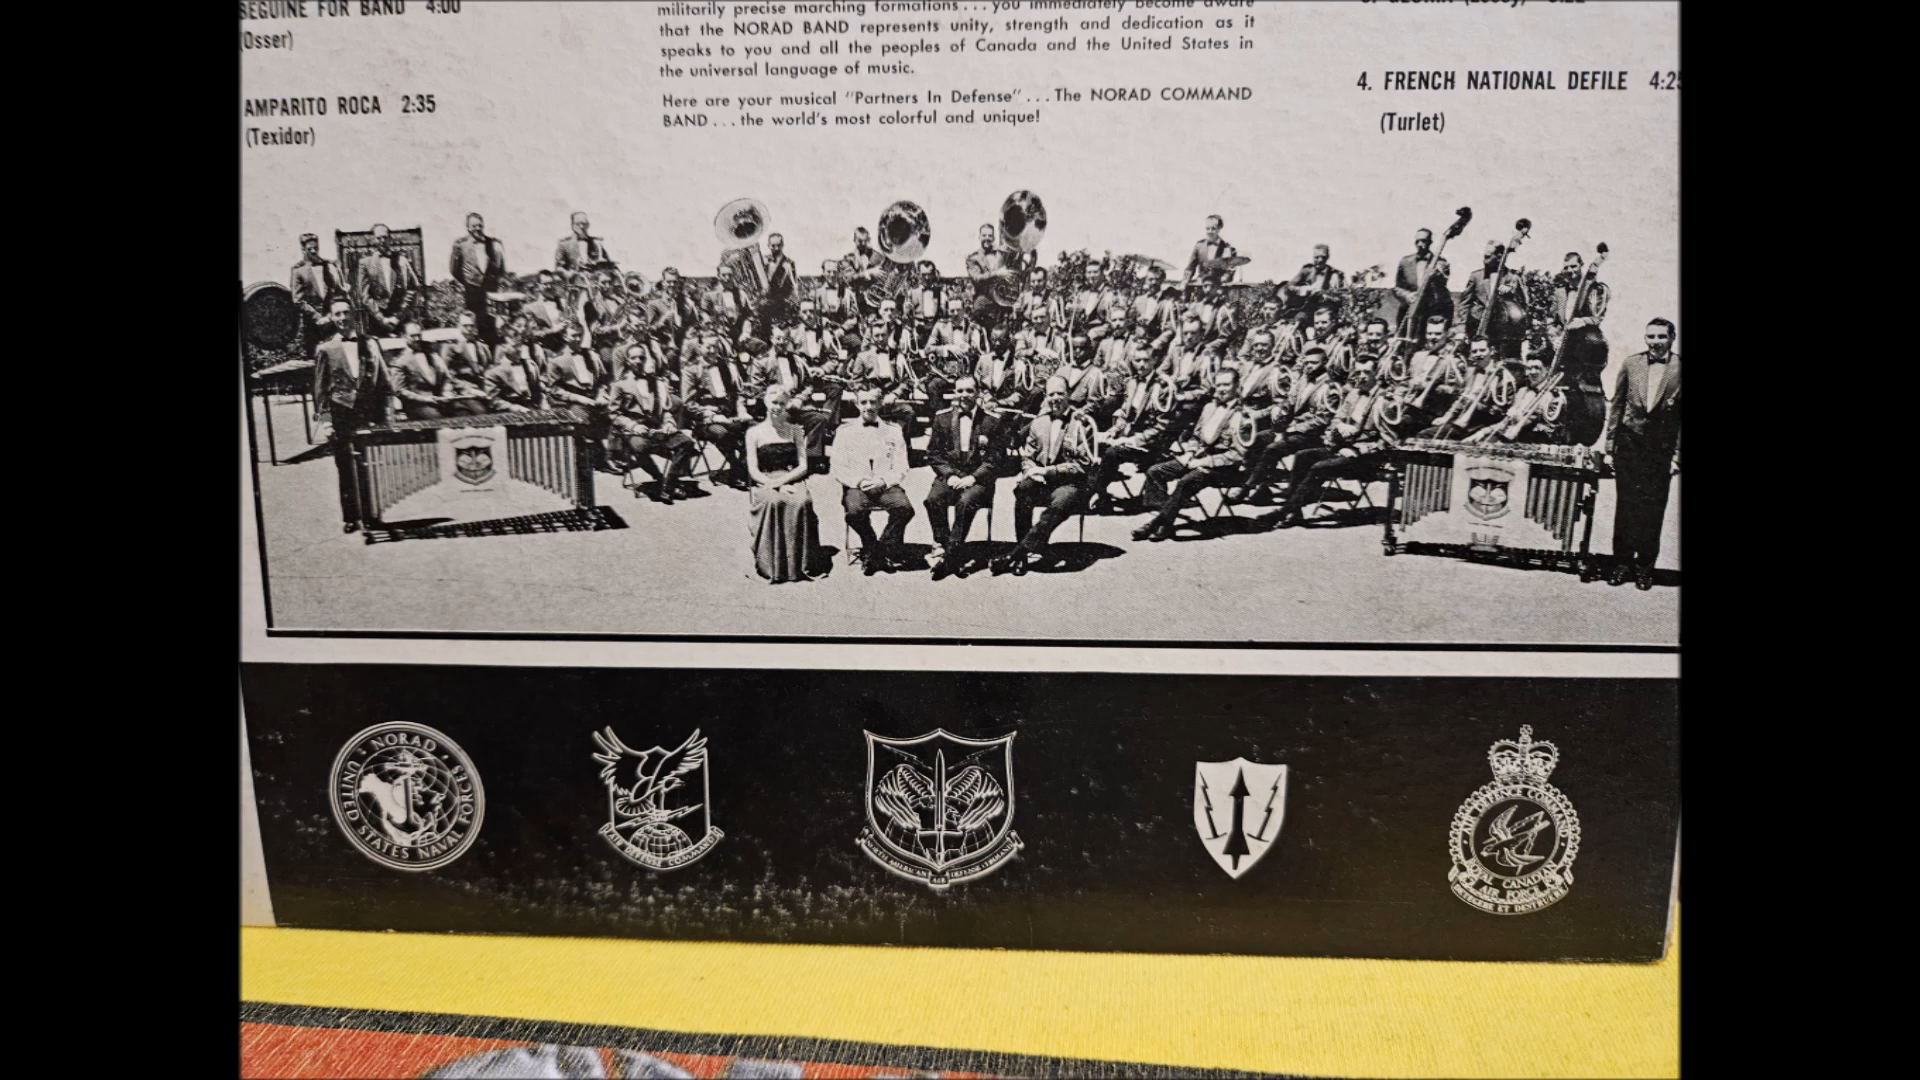 BEGUINE FOR BAND 4:00
(Osser)
AMPARITO ROCA 2:35
(Texidor)
militarily precise marching formations . . . you immediately become aware
that the NORAD BAND represents unity, strength and dedication as it
speaks to you and all the peoples of Canada and the United States in
the universal language of music.
Here are your musical "Partners In Defense" . . . The NORAD COMMAND
BAND . . . the world's most colorful and unique!
4. FRENCH NATIONAL DEFILE 4:25
(Turlet)
NORAD
UNITED STATES NAVAL FORCES
AIR DEFENSE COMMAND
NORTH AMERICAN AIR DEFENSE COMMAND
AIR DEFENCE COMMAND
ROYAL CANADIAN
AIR FORCE
DETEGERE ET DESTRUERE